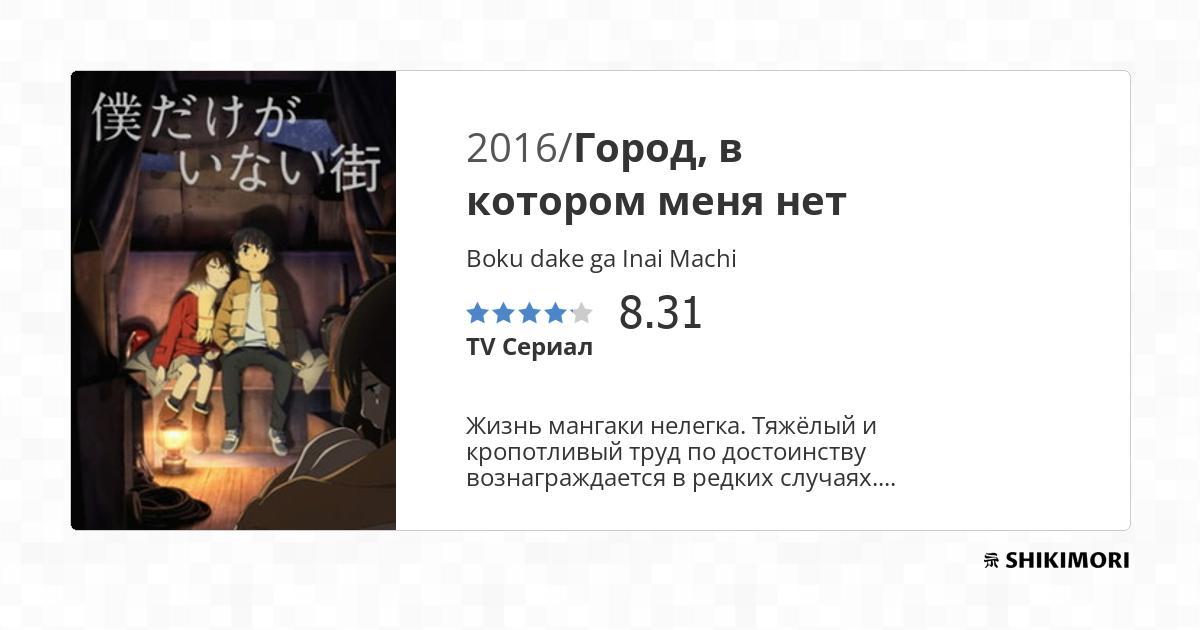 僕だけが
いない街
2016/Город, в
котором меня нет
Boku dake ga Inai Machi
8.31
TV Сериал
Жизнь мангаки нелегка. Тяжёлый и
кропотливый труд по достоинству
вознаграждается в редких случаях....
SHIKIMORI